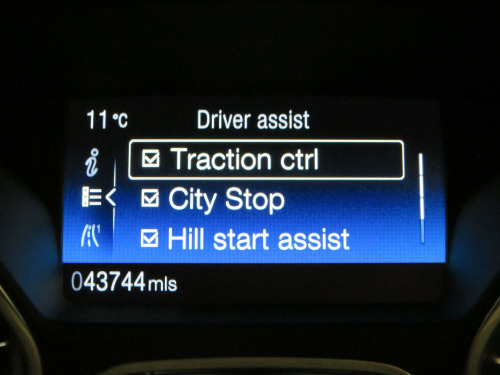 11°C Driver assist
Traction ctrl
City Stop
Hill start assist
043744 mls